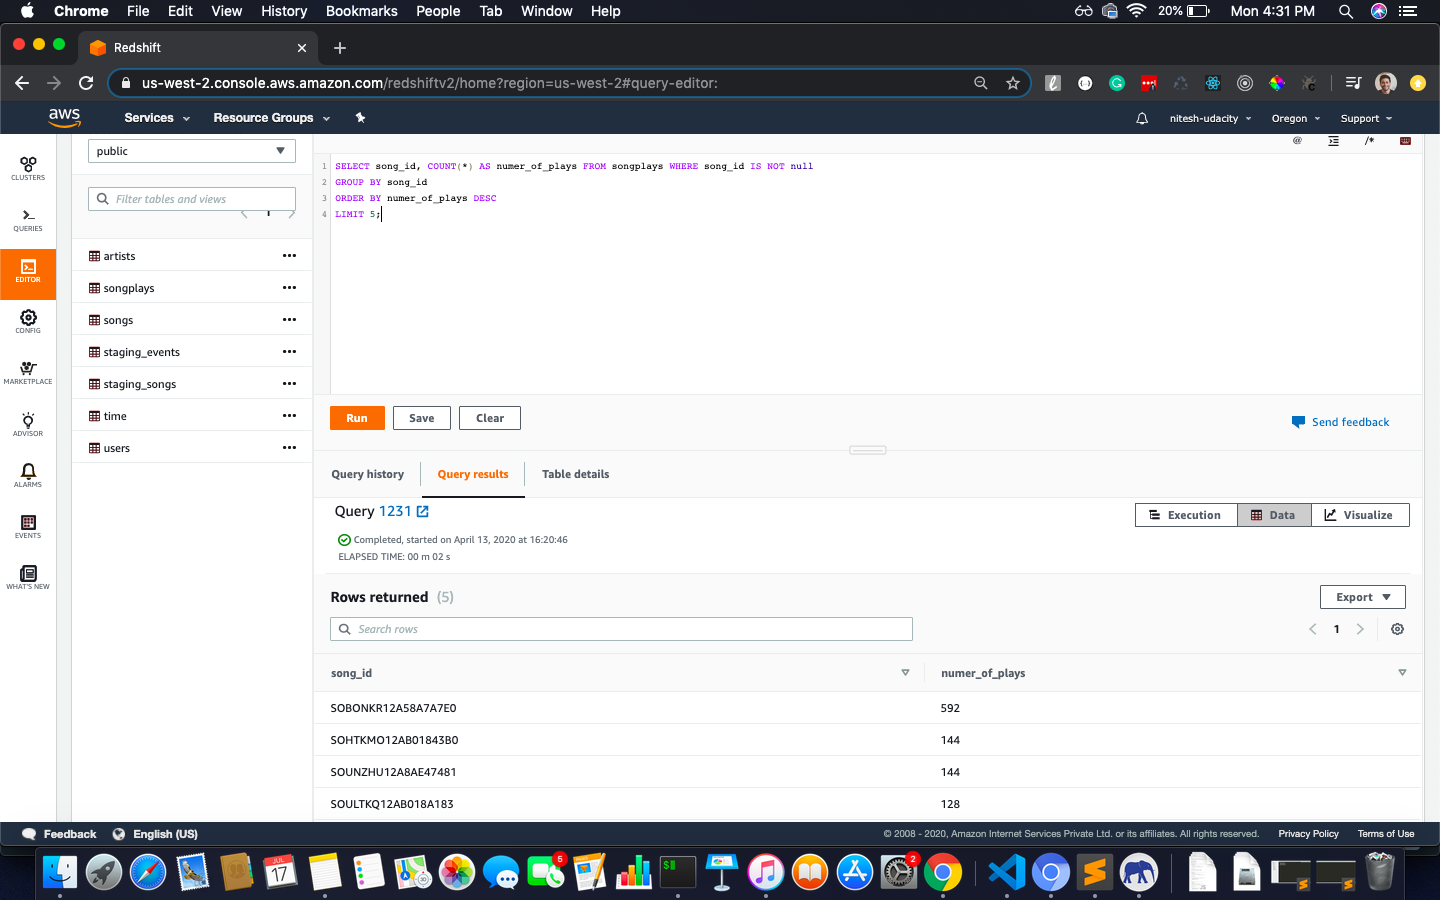 Chrome File Edit View History Bookmarks People Tab Window Help 20% Mon 4:31 PM
Redshift
us-west-2.console.aws.amazon.com/redshiftv2/home?region=us-west-2#query-editor:
aws Services Resource Groups nitesh-udacity Oregon Support
CLUSTERS
QUERIES
EDITOR
CONFIG
MARKETPLACE
ADVISOR
ALARMS
EVENTS
WHAT'S NEW
public
Filter tables and views
1
artists
songplays
songs
staging_events
staging_songs
time
users
@ /*
1 SELECT song_id, COUNT(*) AS numer_of_plays FROM songplays WHERE song_id IS NOT null
2 GROUP BY song_id
3 ORDER BY numer_of_plays DESC
4 LIMIT 5;
Run Save Clear
Send feedback
Query history Query results Table details
Query 1231
Execution Data Visualize
Completed, started on April 13, 2020 at 16:20:46
ELAPSED TIME: 00 m 02 s
Rows returned (5)
Export
Search rows
1
song_id numer_of_plays
SOBONKR12A58A7A7E0 592
SOHTKMO12AB01843B0 144
SOUNZHU12A8AE47481 144
SOULTKQ12AB018A183 128
Feedback English (US) © 2008 - 2020, Amazon Internet Services Private Ltd. or its affiliates. All rights reserved. Privacy Policy Terms of Use
JUL
17
5
$
2